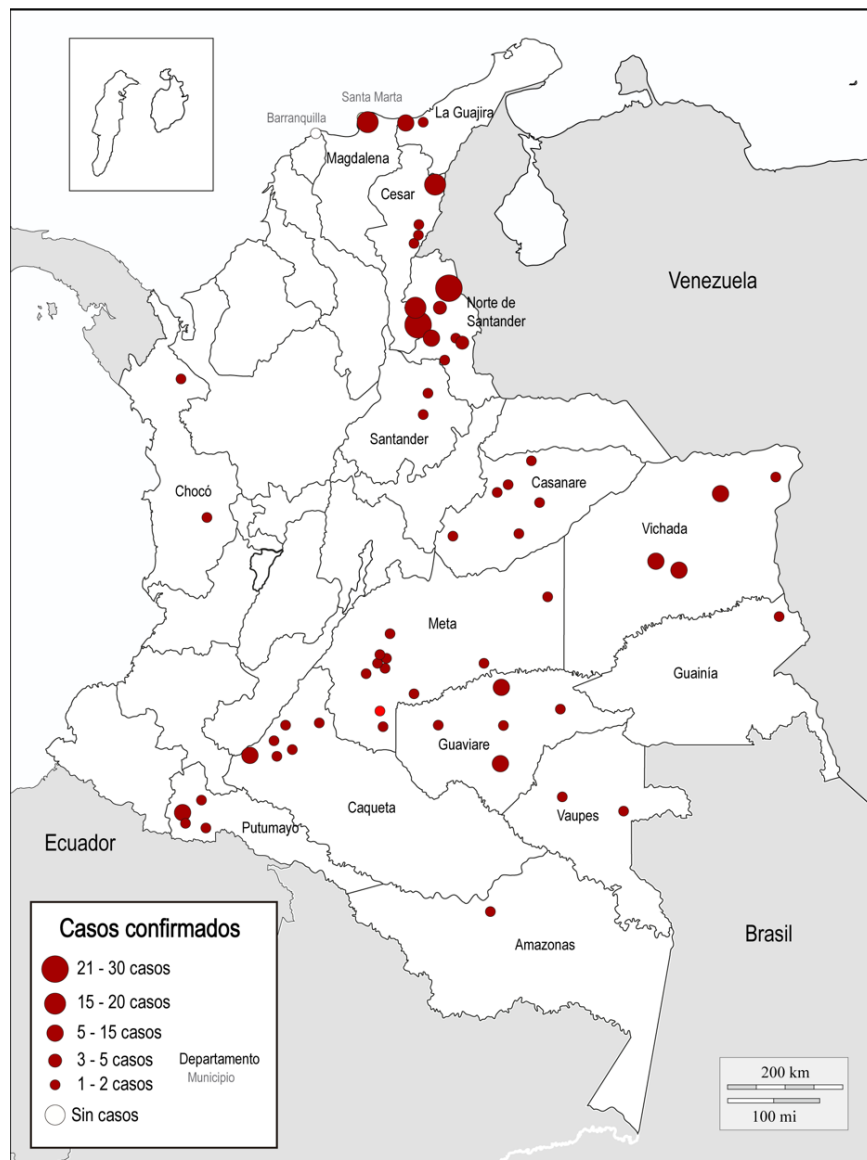 Santa Marta
La Guajira
Barranquilla
Magdalena
Cesar
Venezuela
Norte de
Santander
Santander
Casanare
Chocó
Vichada
Meta
Guainía
Guaviare
Caqueta
Vaupes
Putumayo
Ecuador
Brasil
Amazonas
Casos confirmados
21 - 30 casos
15 - 20 casos
5 - 15 casos
3 - 5 casos
1 - 2 casos
Sin casos
Departamento
Municipio
200 km
100 mi